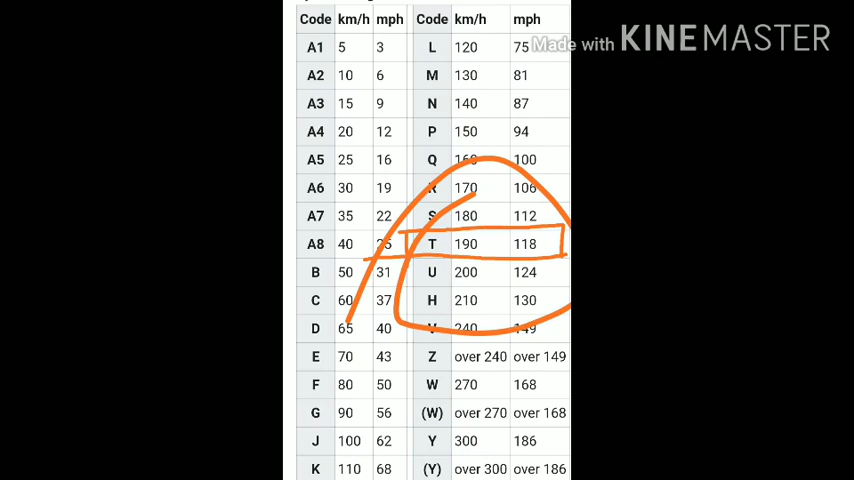 Code km/h mph Code km/h mph
A1 5 3 L 120 75
Made with KINEMASTER
A2 10 6 M 130 81
A3 15 9 N 140 87
A4 20 12 P 150 94
A5 25 16 Q 160 100
A6 30 19 R 170 106
A7 35 22 S 180 112
A8 40 25 T 190 118
B 50 31 U 200 124
C 60 37 H 210 130
D 65 40 V 240 149
E 70 43 Z over 240 over 149
F 80 50 W 270 168
G 90 56 (W) over 270 over 168
J 100 62 Y 300 186
K 110 68 (Y) over 300 over 186